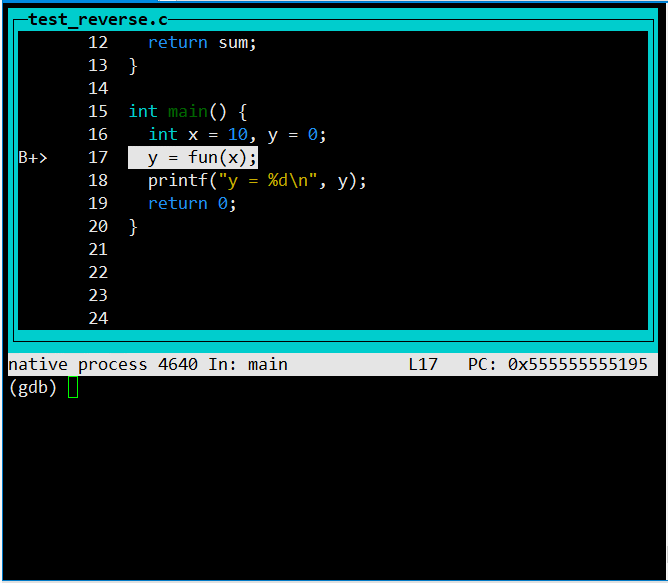 test_reverse.c
12    return sum;
13  }
14
15  int main() {
16    int x = 10, y = 0;
B+> 17    y = fun(x);
18    printf("y = %d\n", y);
19    return 0;
20  }
21
22
23
24
native process 4640 In: main L17 PC: 0x555555555195
(gdb)